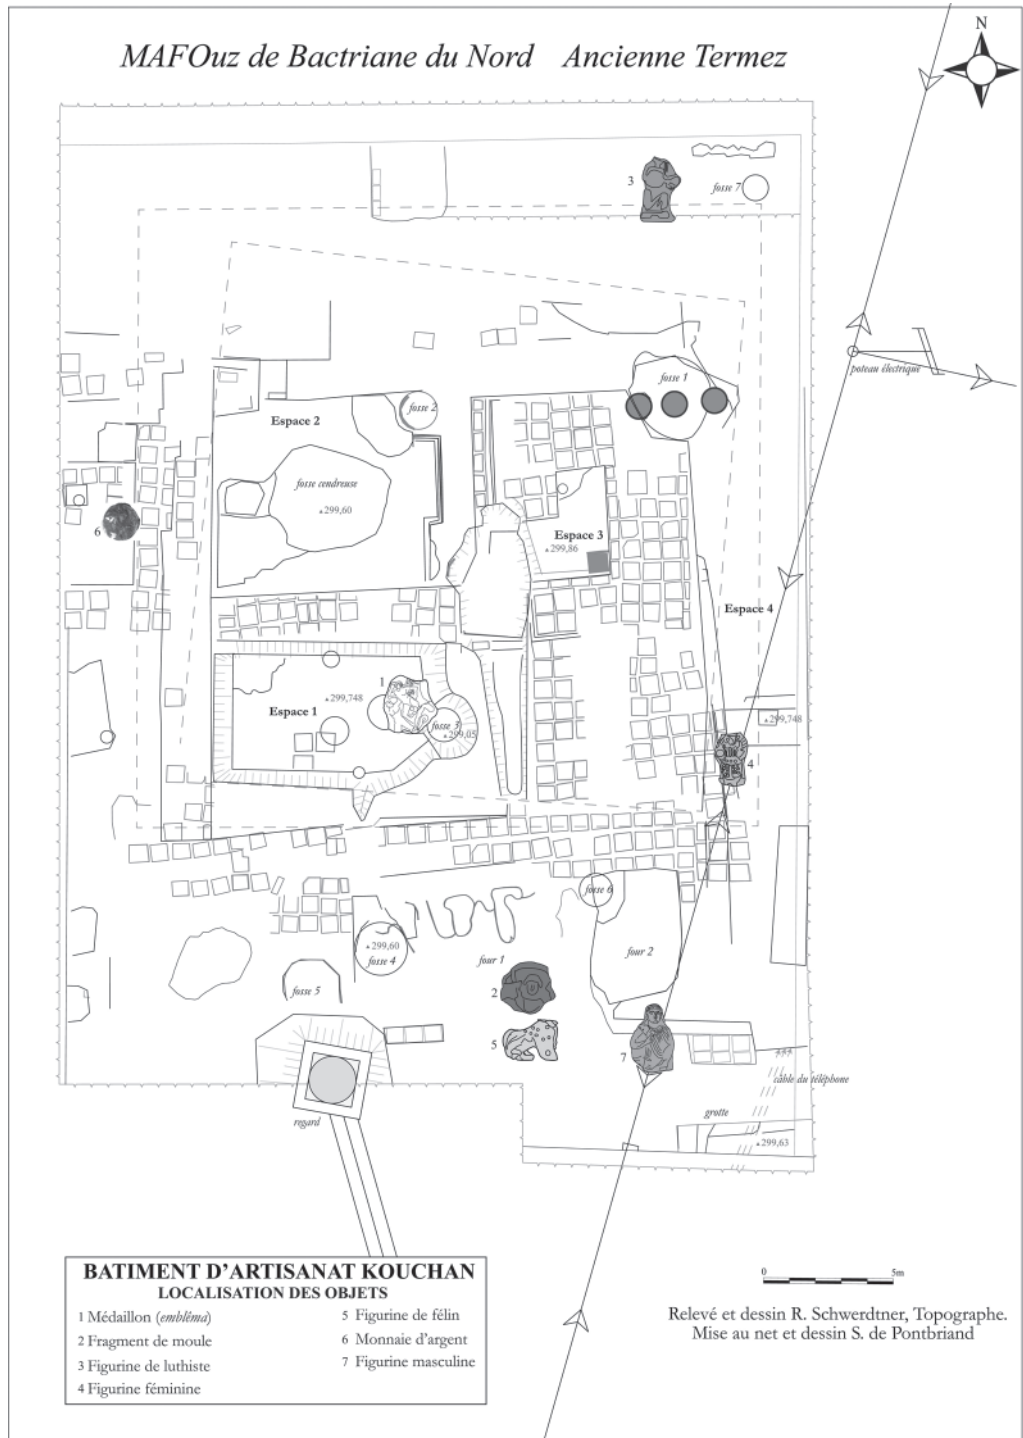 N
MAFOuz de Bactriane du Nord Ancienne Termez
3
fosse 7
poteau électrique
fosse 1
fosse 2
Espace 2
fosse cendreuse
299,60
6
Espace 3
299,86
Espace 4
1
299,748
Espace 1
fosse 3
299,05
299,748
4
fosse 6
299,60
fosse 4
four 1
four 2
fosse 5
2
5
7
câble du téléphone
regard
grotte
299,63
BATIMENT D'ARTISANAT KOUCHAN
LOCALISATION DES OBJETS
1 Médaillon (emblêma)
2 Fragment de moule
3 Figurine de luthiste
4 Figurine féminine
5 Figurine de félin
6 Monnaie d'argent
7 Figurine masculine
0 5m
Relevé et dessin R. Schwerdtner, Topographe.
Mise au net et dessin S. de Pontbriand